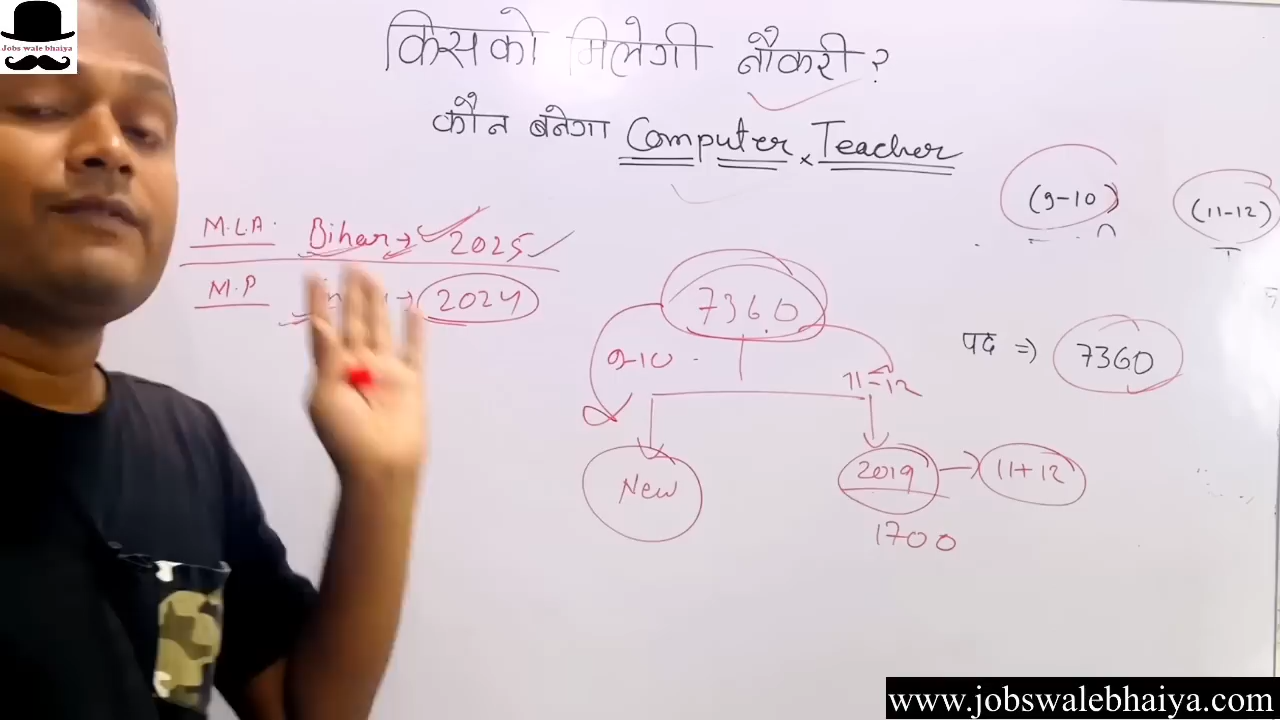 Jobs wale bhaiya
किसको मिलेगी नौकरी?
कौन बनेगा Computer Teacher
(9-10)
(11-12)
M.L.A. Bihar → 2025
M.P → 2024
7360
9-10
11-12
पद ⇒ 7360
New
2019 → 11+12
1700
www.jobswalebhaiya.com